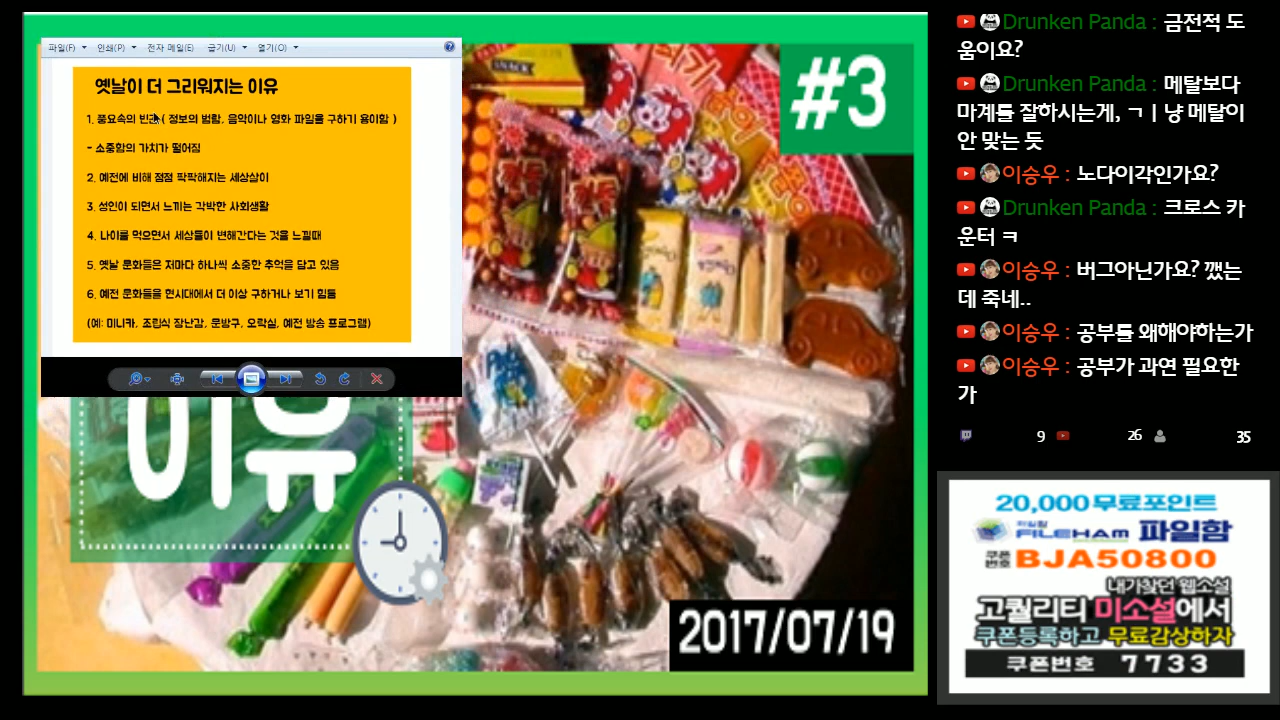 파일(F) 인쇄(P) 전자 메일(E) 굽기(U) 열기(O)
옛날이 더 그리워지는 이유
1. 풍요속의 빈곤 ( 정보의 범람, 음악이나 영화 파일을 구하기 용이함 )
- 소중함의 가치가 떨어짐
2. 예전에 비해 점점 팍팍해지는 세상살이
3. 성인이 되면서 느끼는 각박한 사회생활
4. 나이를 먹으면서 세상들이 변해간다는 것을 느낄때
5. 옛날 문화들은 저마다 하나씩 소중한 추억을 담고 있음
6. 예전 문화들을 현시대에서 더 이상 구하거나 보기 힘듬
(예: 미니카, 조립식 장난감, 문방구, 오락실, 예전 방송 프로그램)
#3
SNACK
이유
2017/07/19
Drunken Panda : 금전적 도
움이요?
Drunken Panda : 메탈보다
마계를 잘하시는게, ㄱㅣ냥 메탈이
안 맞는 듯
이승우 : 노다이각인가요?
Drunken Panda : 크로스 카
운터 ㅋ
이승우 : 버그아닌가요? 깼는
데 죽네..
이승우 : 공부를 왜해야하는가
이승우 : 공부가 과연 필요한
가
9 26 35
20,000무료포인트
파일함 FILEHAM 파일함
쿠폰번호 BJA50800
내가찾던 웹소설
고퀄리티 미소설에서
쿠폰등록하고 무료감상하자
쿠폰번호 7733